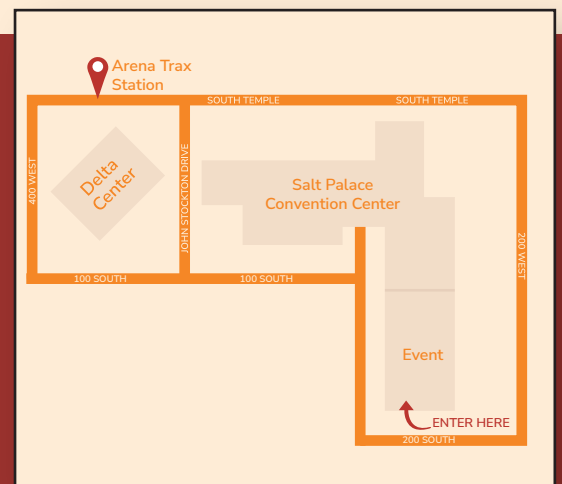 Arena Trax
Station
SOUTH TEMPLE
SOUTH TEMPLE
400 WEST
Delta
Center
JOHN STOCKTON DRIVE
Salt Palace
Convention Center
200 WEST
100 SOUTH
100 SOUTH
Event
ENTER HERE
200 SOUTH